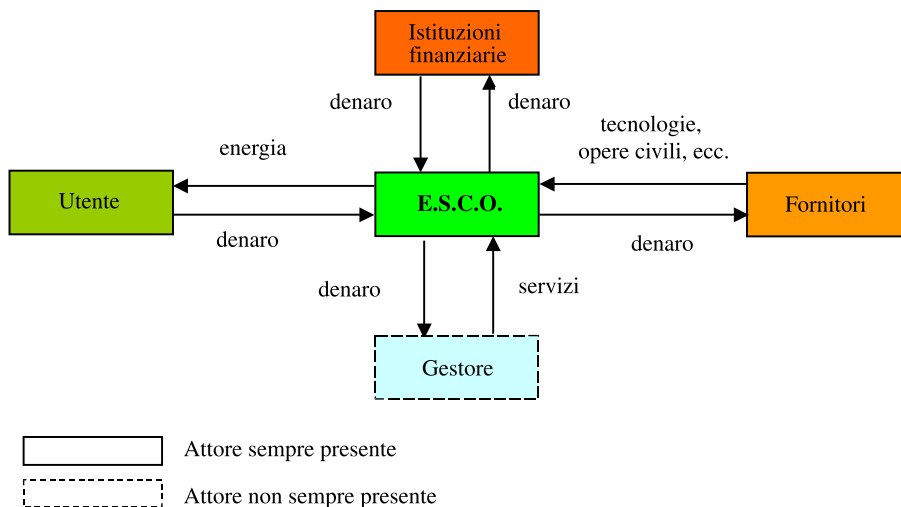 Istituzioni
finanziarie
denaro
denaro
tecnologie,
opere civili, ecc.
energia
Utente
E.S.C.O.
Fornitori
denaro
denaro
denaro
servizi
Gestore
Attore sempre presente
Attore non sempre presente